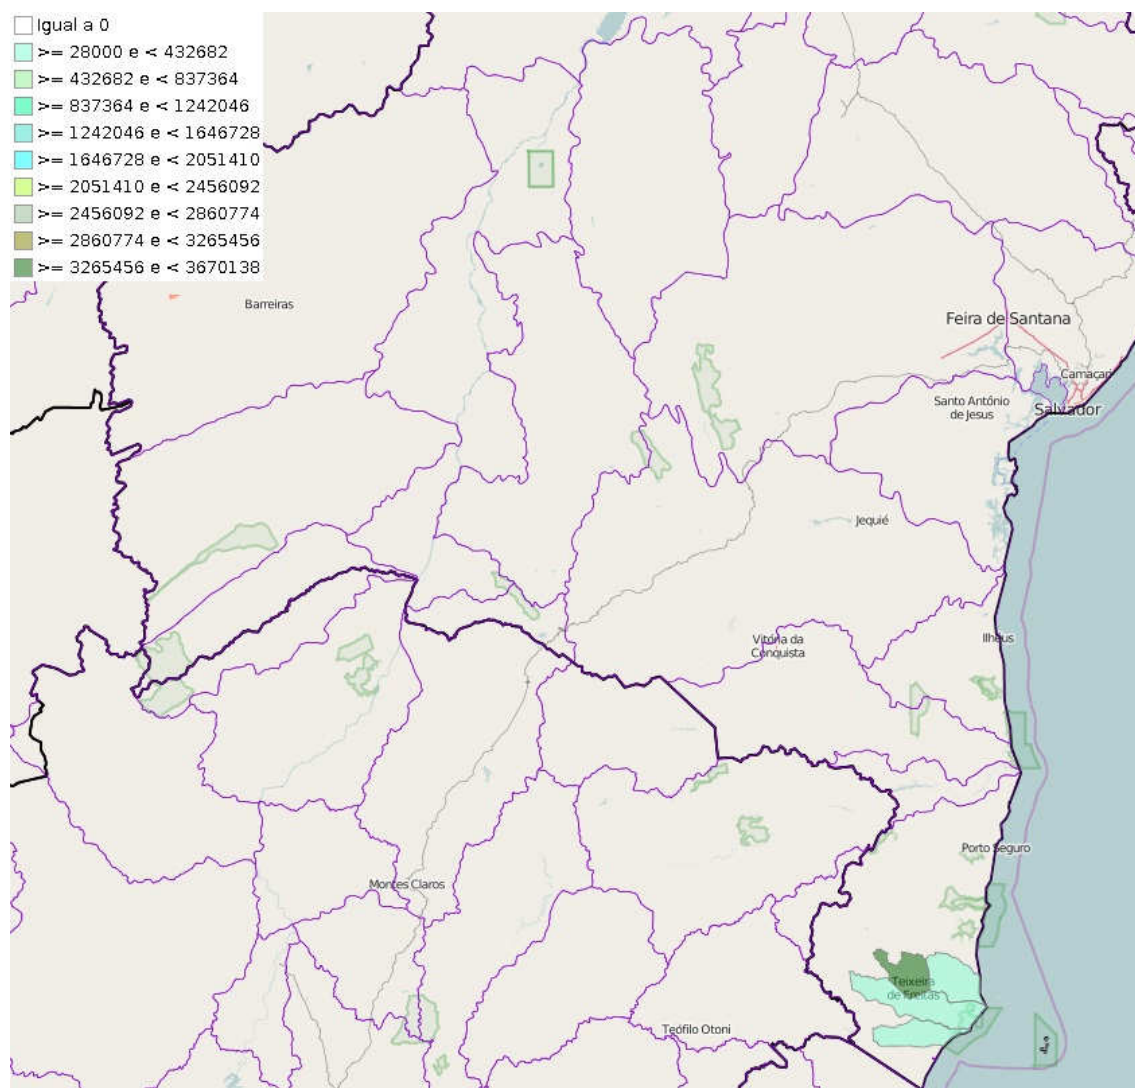 Igual a 0
>= 28000 e < 432682
>= 432682 e < 837364
>= 837364 e < 1242046
>= 1242046 e < 1646728
>= 1646728 e < 2051410
>= 2051410 e < 2456092
>= 2456092 e < 2860774
>= 2860774 e < 3265456
>= 3265456 e < 3670138
Barreiras
Feira de Santana
Camaçari
Santo Antônio
de Jesus
Salvador
Jequié
Vitória da
Conquista
Ilhéus
Porto Seguro
Montes Claros
Teixeira
de Freitas
Teófilo Otoni